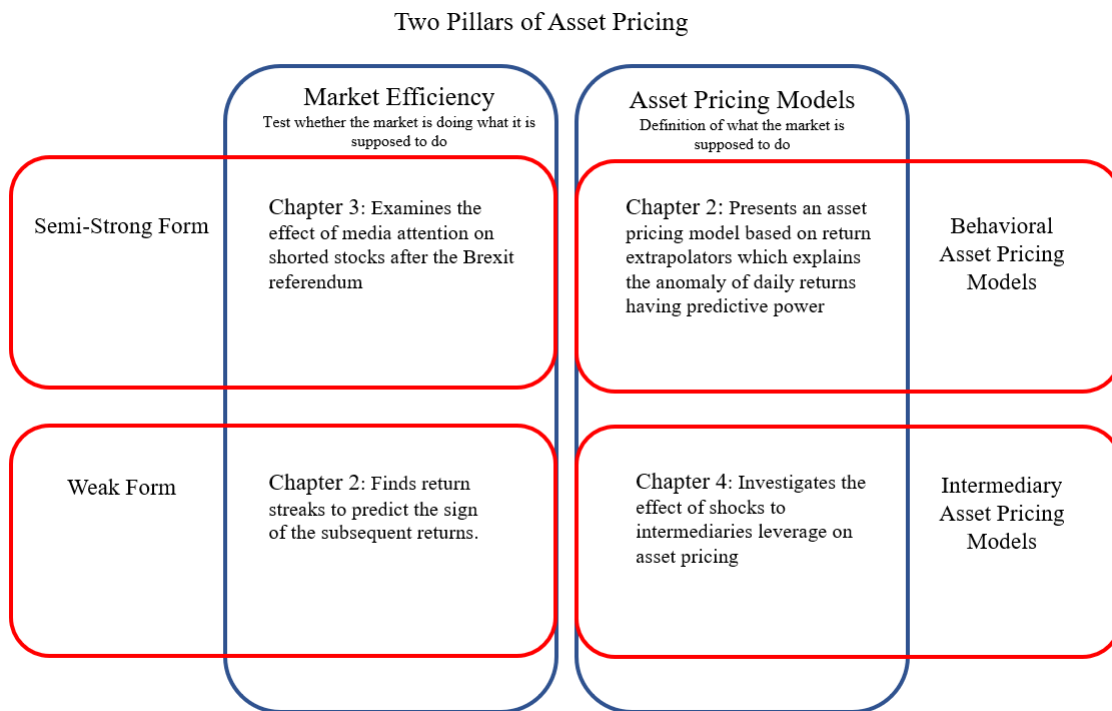 Two Pillars of Asset Pricing
Market Efficiency
Test whether the market is doing what it is
supposed to do
Asset Pricing Models
Definition of what the market is
supposed to do
Semi-Strong Form
Chapter 3: Examines the
effect of media attention on
shorted stocks after the Brexit
referendum
Chapter 2: Presents an asset
pricing model based on return
extrapolators which explains
the anomaly of daily returns
having predictive power
Behavioral
Asset Pricing
Models
Weak Form
Chapter 2: Finds return
streaks to predict the sign
of the subsequent returns.
Chapter 4: Investigates the
effect of shocks to
intermediaries leverage on
asset pricing
Intermediary
Asset Pricing
Models